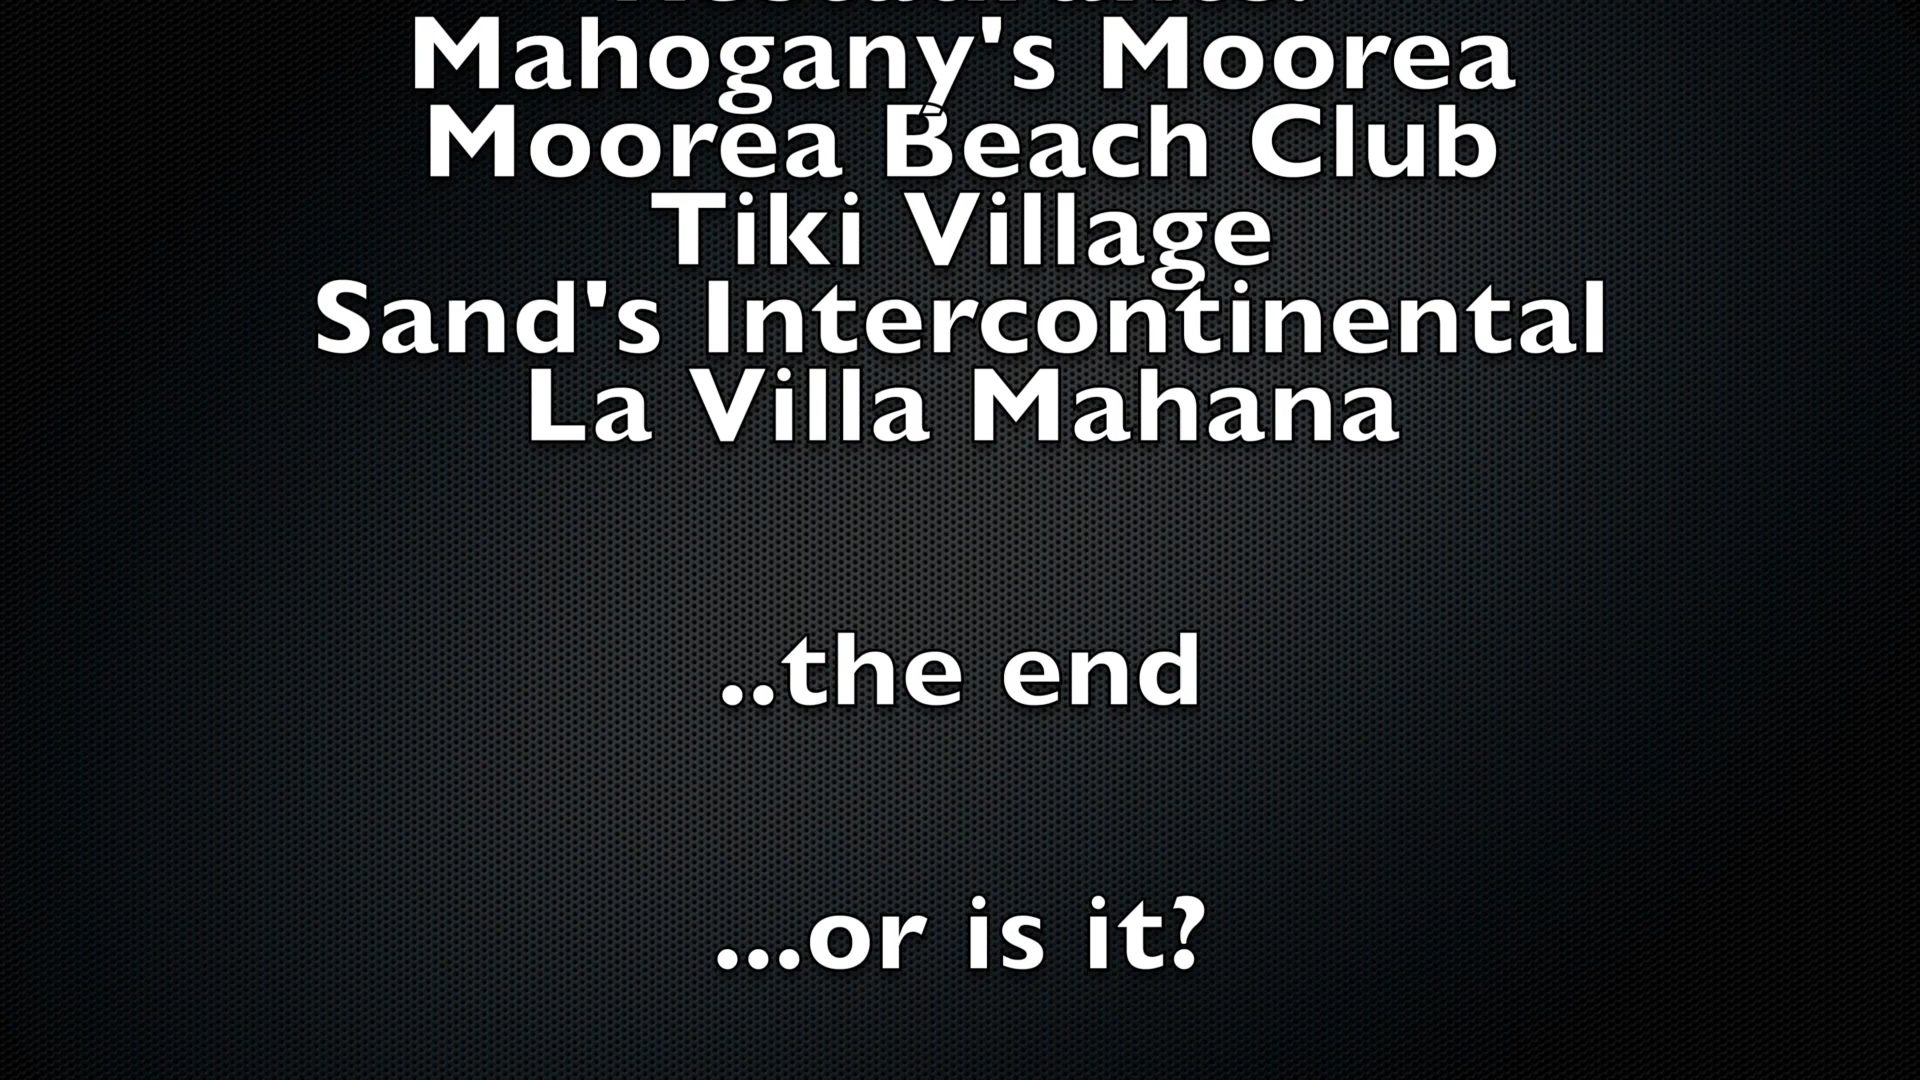 Mahogany's Moorea
Moorea Beach Club
Tiki Village
Sand's Intercontinental
La Villa Mahana
..the end
...or is it?